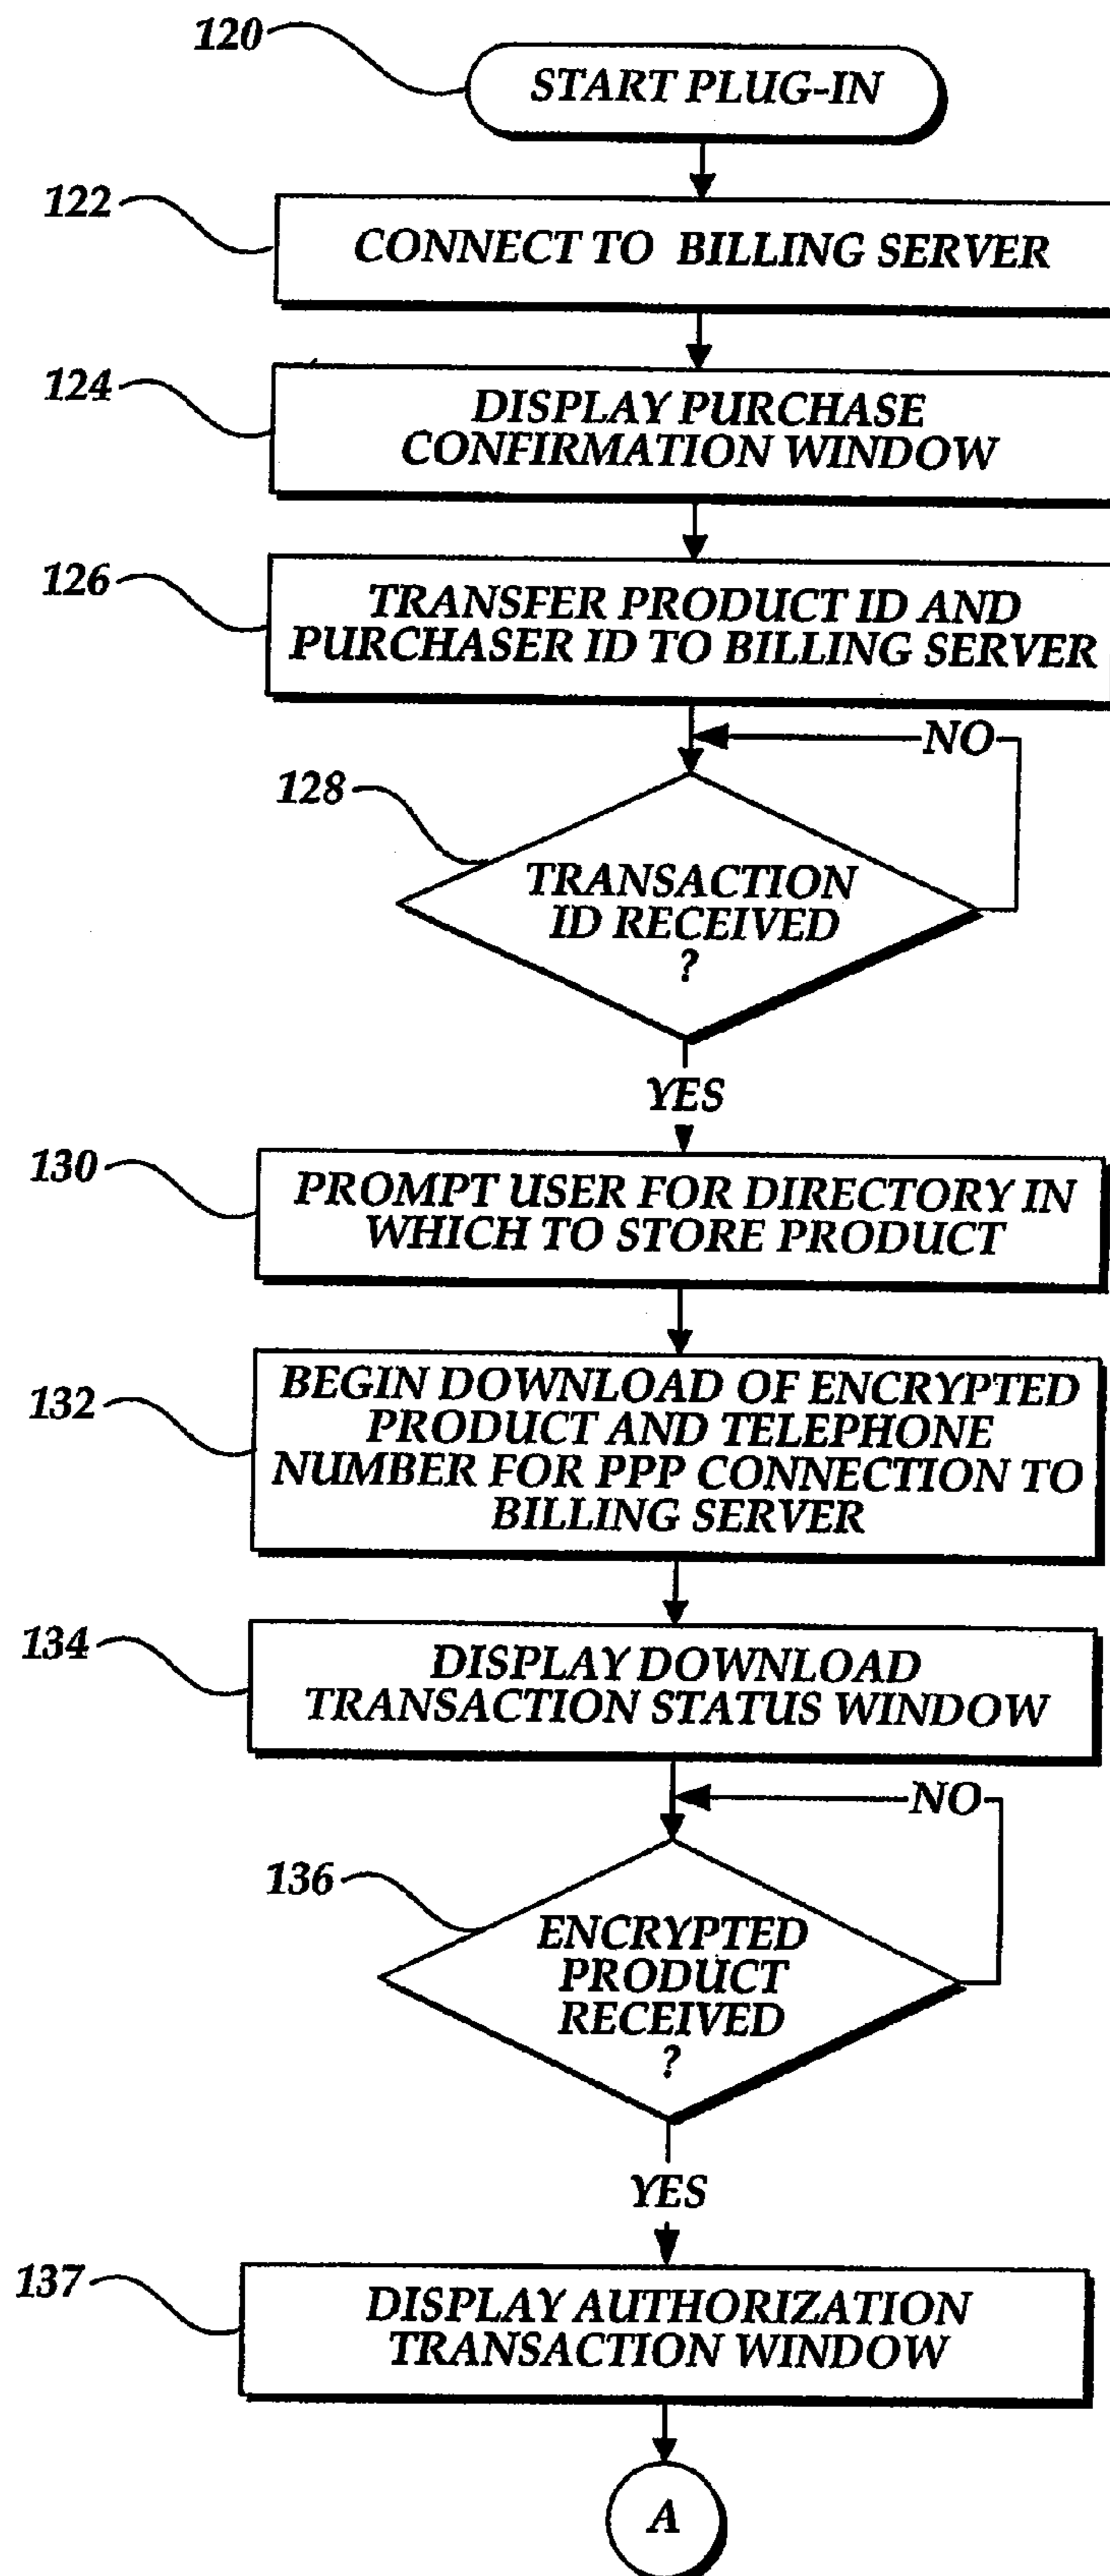 120
START PLUG-IN
122
CONNECT TO BILLING SERVER
124
DISPLAY PURCHASE
CONFIRMATION WINDOW
126
TRANSFER PRODUCT ID AND
PURCHASER ID TO BILLING SERVER
NO
128
TRANSACTION
ID RECEIVED
?
YES
130
PROMPT USER FOR DIRECTORY IN
WHICH TO STORE PRODUCT
132
BEGIN DOWNLOAD OF ENCRYPTED
PRODUCT AND TELEPHONE
NUMBER FOR PPP CONNECTION TO
BILLING SERVER
134
DISPLAY DOWNLOAD
TRANSACTION STATUS WINDOW
NO
136
ENCRYPTED
PRODUCT
RECEIVED
?
YES
137
DISPLAY AUTHORIZATION
TRANSACTION WINDOW
A